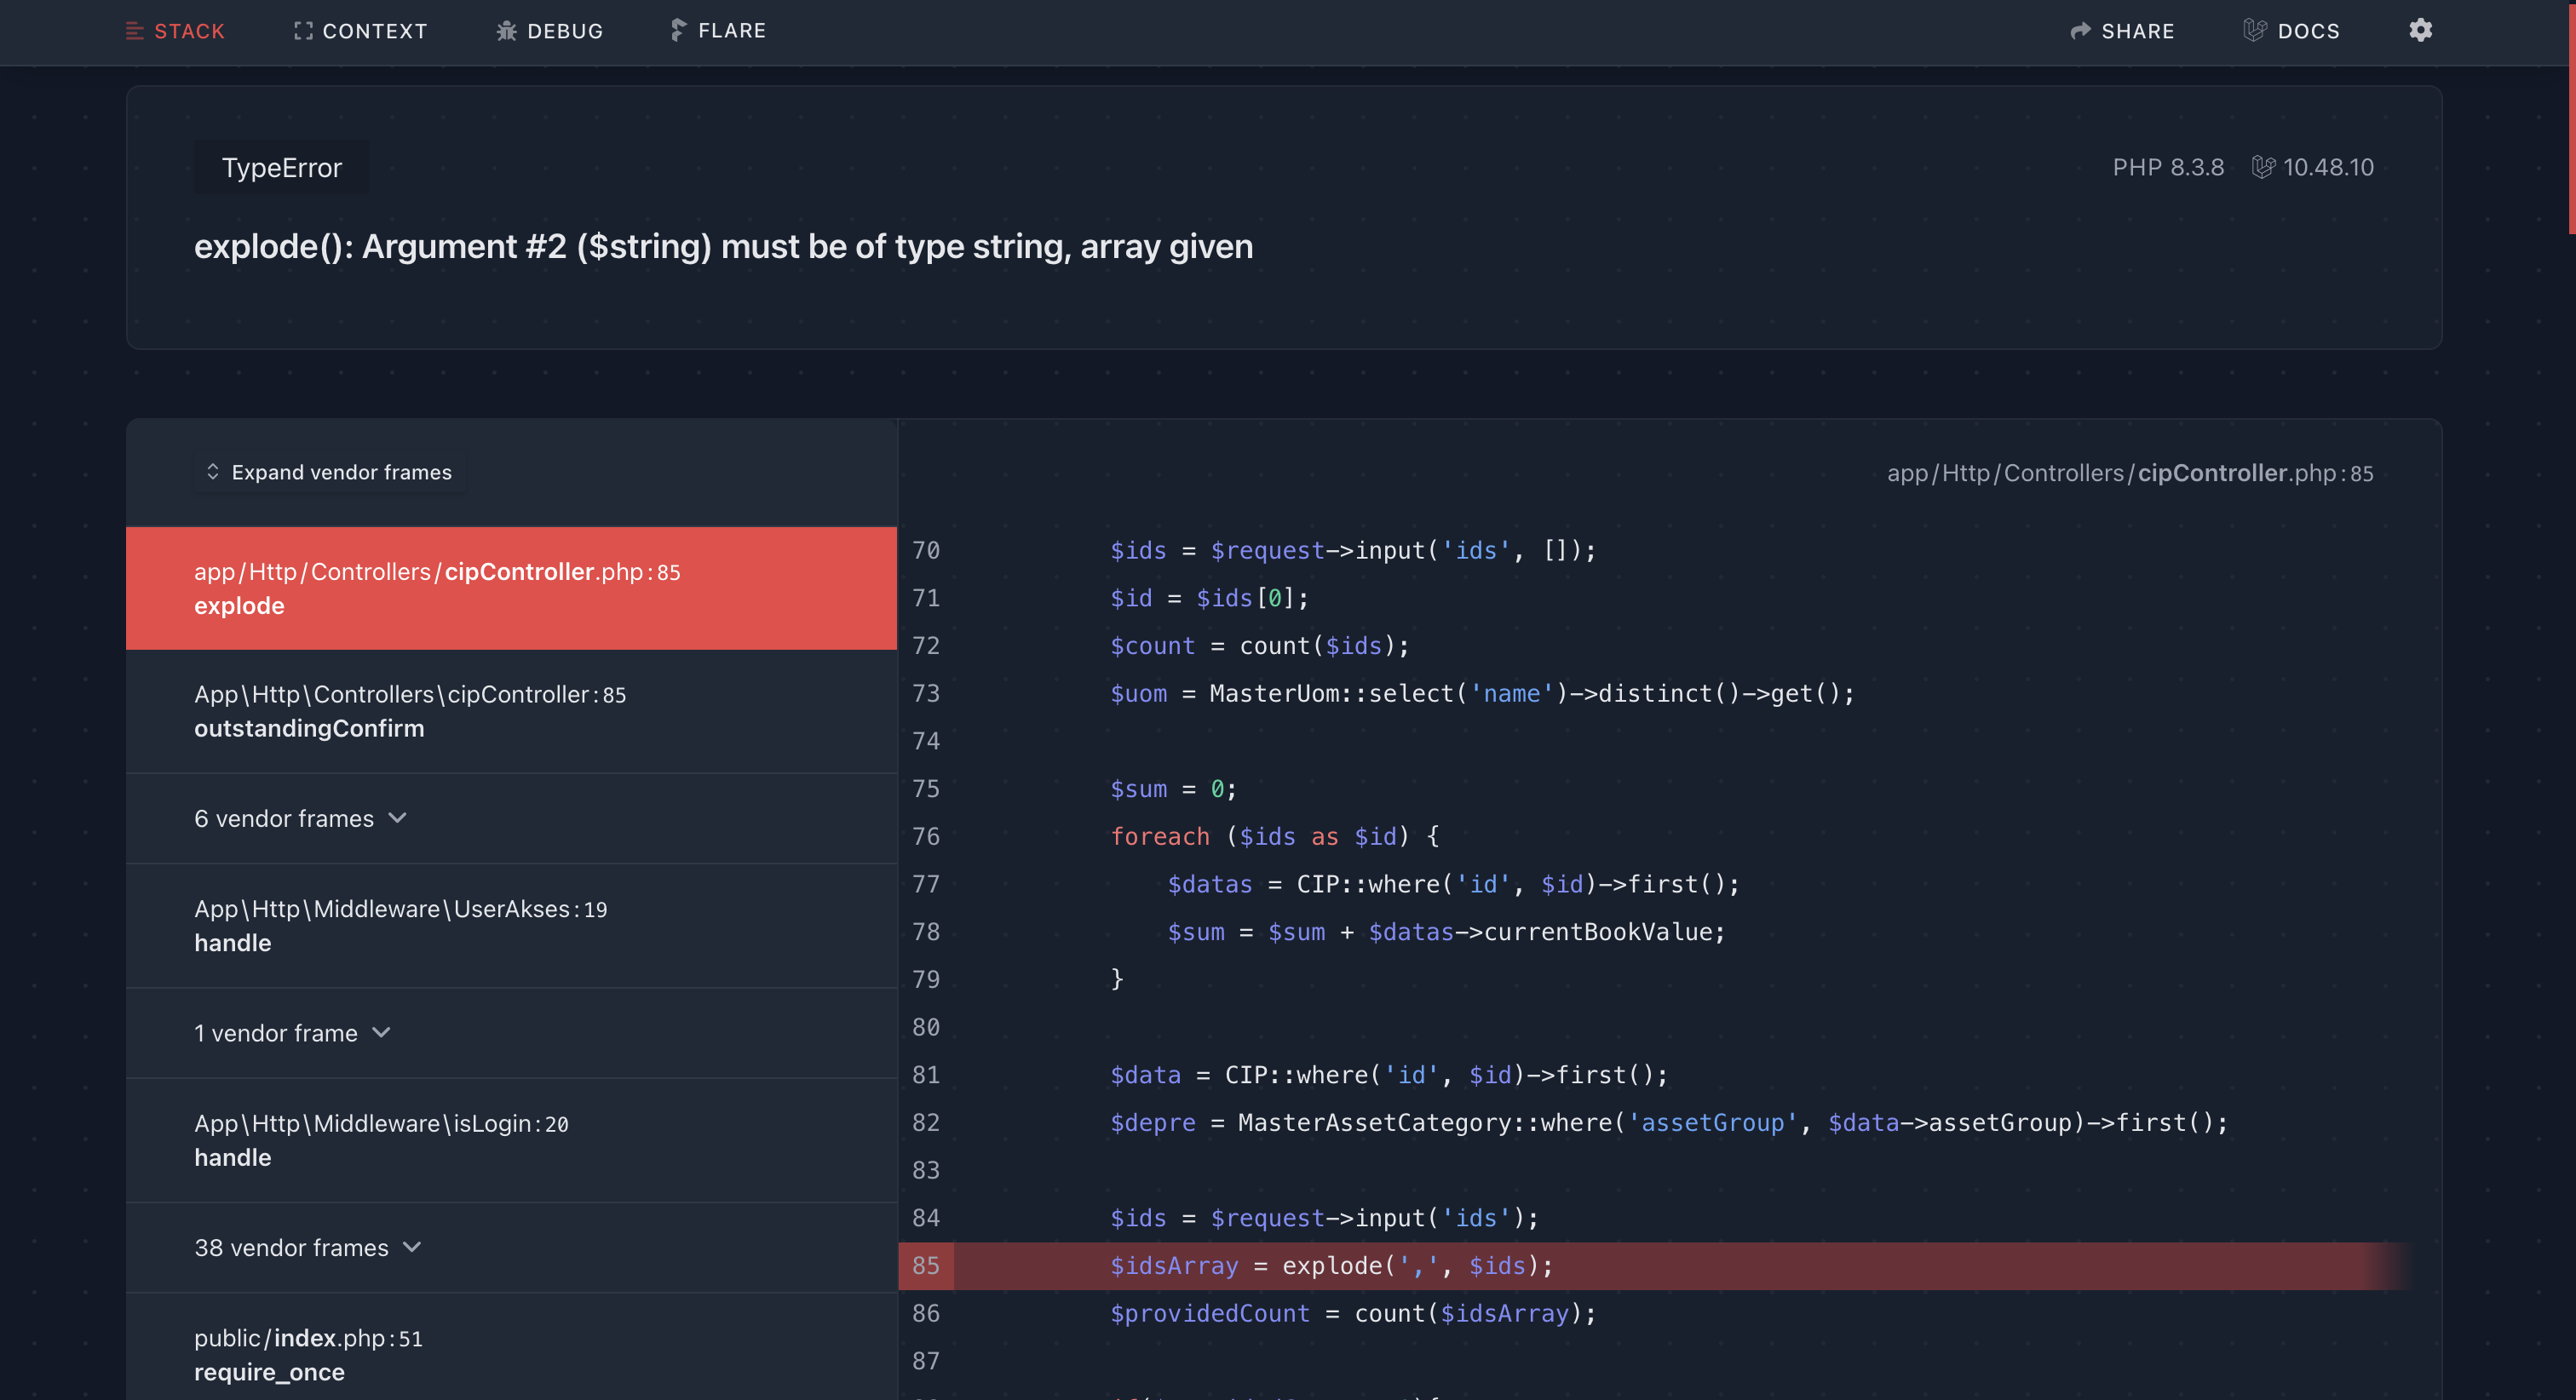 STACK CONTEXT DEBUG FLARE SHARE DOCS
TypeError PHP 8.3.8 10.48.10
explode(): Argument #2 ($string) must be of type string, array given
Expand vendor frames
app/Http/Controllers/cipController.php:85
explode
App\Http\Controllers\cipController:85
outstandingConfirm
6 vendor frames
App\Http\Middleware\UserAkses:19
handle
1 vendor frame
App\Http\Middleware\isLogin:20
handle
38 vendor frames
public/index.php:51
require_once
app/Http/Controllers/cipController.php:85
70 $ids = $request->input('ids', []);
71 $id = $ids[0];
72 $count = count($ids);
73 $uom = MasterUom::select('name')->distinct()->get();
74
75 $sum = 0;
76 foreach ($ids as $id) {
77 $datas = CIP::where('id', $id)->first();
78 $sum = $sum + $datas->currentBookValue;
79 }
80
81 $data = CIP::where('id', $id)->first();
82 $depre = MasterAssetCategory::where('assetGroup', $data->assetGroup)->first();
83
84 $ids = $request->input('ids');
85 $idsArray = explode(',', $ids);
86 $providedCount = count($idsArray);
87